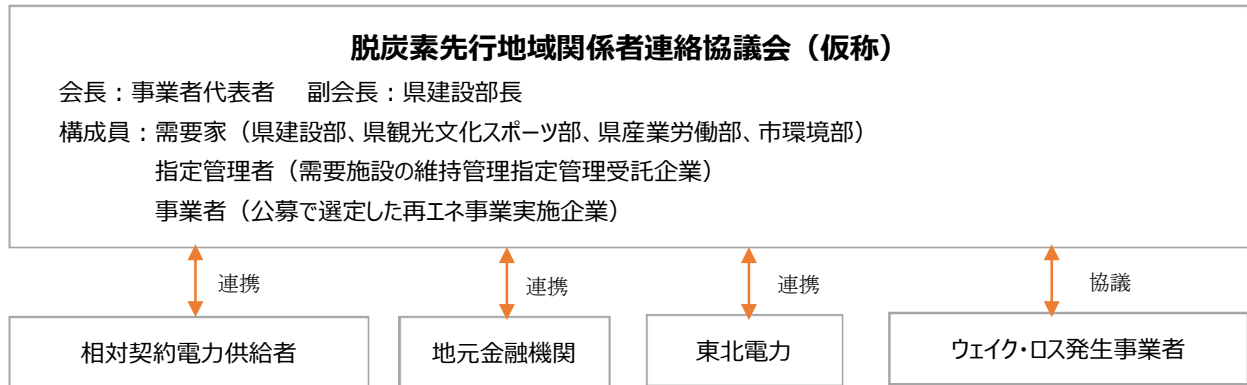 脱炭素先行地域関係者連絡協議会（仮称）
会長：事業者代表者　副会長：県建設部長
構成員：需要家（県建設部、県観光文化スポーツ部、県産業労働部、市環境部）
指定管理者（需要施設の維持管理指定管理受託企業）
事業者（公募で選定した再エネ事業実施企業）
連携
連携
連携
協議
相対契約電力供給者
地元金融機関
東北電力
ウェイク・ロス発生事業者